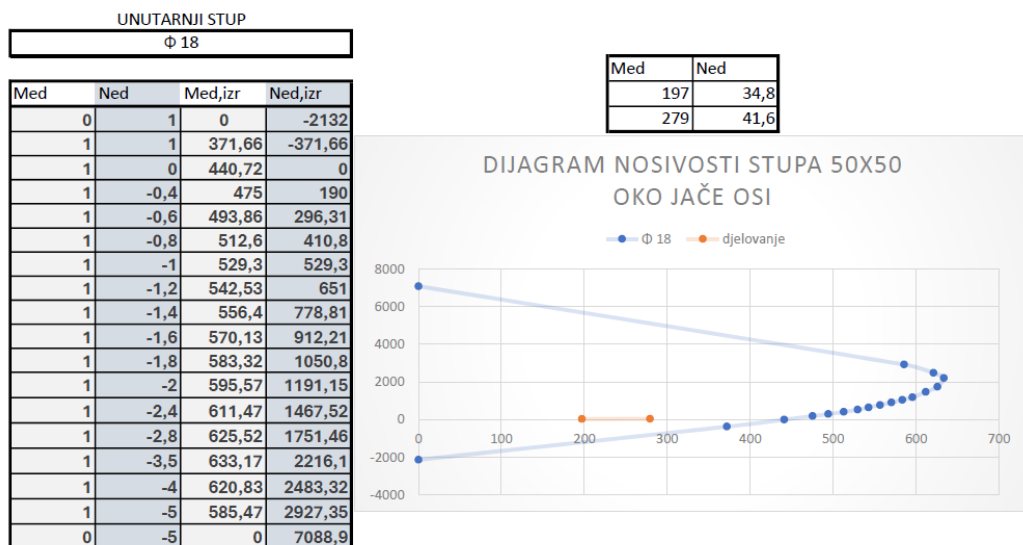 UNUTARNJI STUP
Φ 18
Med Ned Med,izr Ned,izr
0 1 0 -2132
1 1 371,66 -371,66
1 0 440,72 0
1 -0,4 475 190
1 -0,6 493,86 296,31
1 -0,8 512,6 410,8
1 -1 529,3 529,3
1 -1,2 542,53 651
1 -1,4 556,4 778,81
1 -1,6 570,13 912,21
1 -1,8 583,32 1050,8
1 -2 595,57 1191,15
1 -2,4 611,47 1467,52
1 -2,8 625,52 1751,46
1 -3,5 633,17 2216,1
1 -4 620,83 2483,32
1 -5 585,47 2927,35
0 -5 0 7088,9
Med Ned
197 34,8
279 41,6
DIJAGRAM NOSIVOSTI STUPA 50X50
OKO JAČE OSI
Φ 18 djelovanje
8000
6000
4000
2000
0
-2000
-4000
0 100 200 300 400 500 600 700